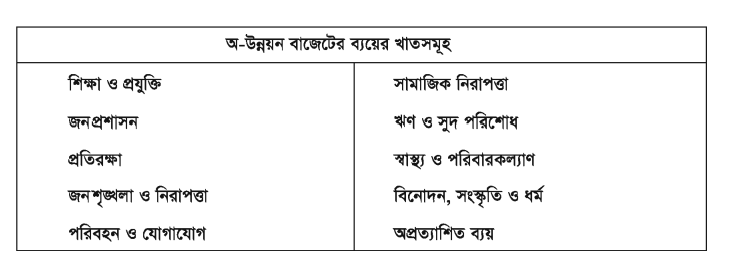 অ-উন্নয়ন বাজেটের ব্যয়ের খাতসমূহ
শিক্ষা ও প্রযুক্তি
জনপ্রশাসন
প্রতিরক্ষা
জনশৃঙ্খলা ও নিরাপত্তা
পরিবহন ও যোগাযোগ
সামাজিক নিরাপত্তা
ঋণ ও সুদ পরিশোধ
স্বাস্থ্য ও পরিবারকল্যাণ
বিনোদন, সংস্কৃতি ও ধর্ম
অপ্রত্যাশিত ব্যয়